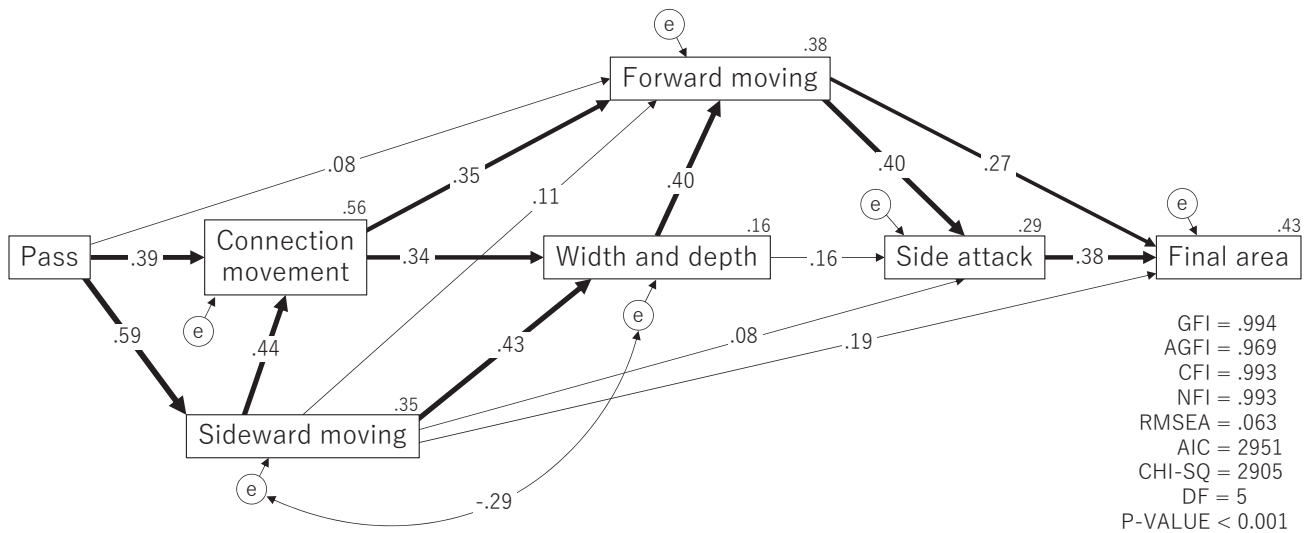 e
.38
Forward moving
.08
.35
.11
.40
.40
.27
e
e
.56
.16
.29
.43
Pass
.39
Connection
movement
.34
Width and depth
.16
Side attack
.38
Final area
e
e
.59
.44
.43
.08
.19
.35
Sideward moving
e
-.29
GFI = .994
AGFI = .969
CFI = .993
NFI = .993
RMSEA = .063
AIC = 2951
CHI-SQ = 2905
DF = 5
P-VALUE < 0.001